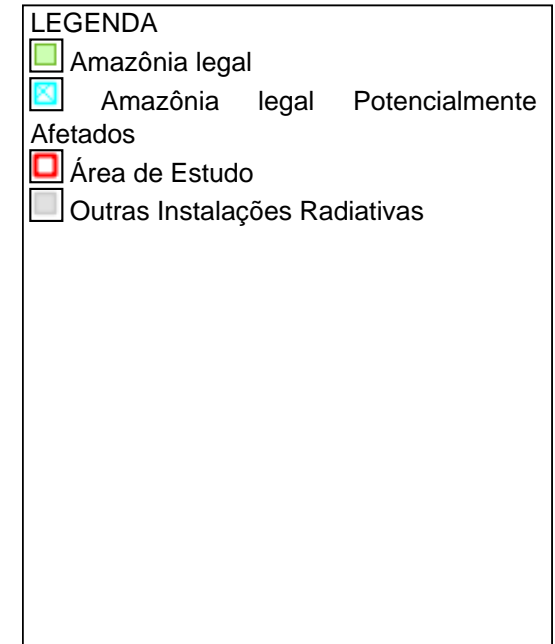 LEGENDA
Amazônia legal
Amazônia legal Potencialmente
Afetados
Área de Estudo
Outras Instalações Radiativas